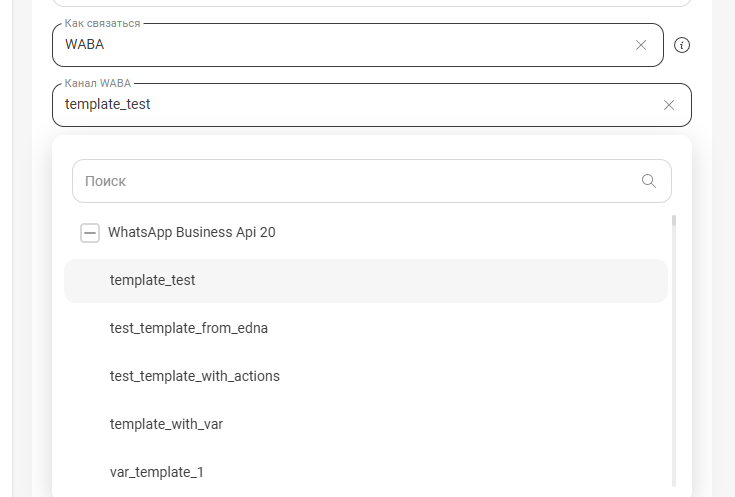 Как связаться
WABA
Канал WABA
template_test
Поиск
WhatsApp Business Api 20
template_test
test_template_from_edna
test_template_with_actions
template_with_var
var_template_1